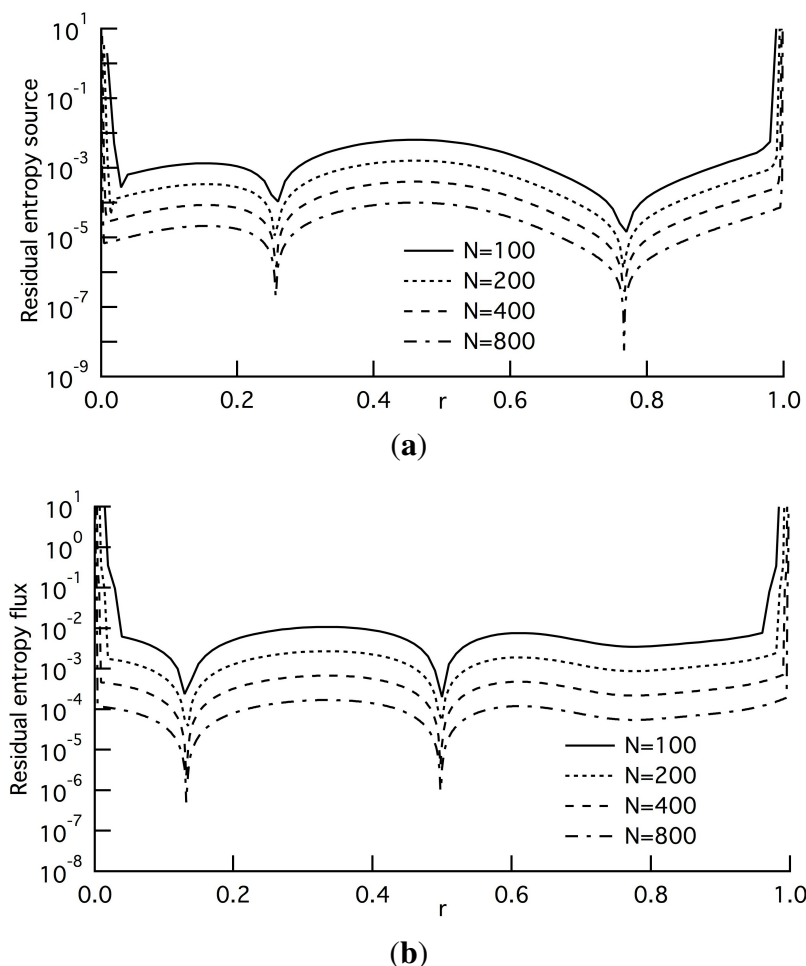 10^1
10^-1
10^-3
10^-5
10^-7
10^-9
Residual entropy source
N=100
N=200
N=400
N=800
0.0 0.2 0.4 0.6 0.8 1.0
r
(a)
10^1
10^0
10^-1
10^-2
10^-3
10^-4
10^-5
10^-6
10^-7
10^-8
Residual entropy flux
N=100
N=200
N=400
N=800
0.0 0.2 0.4 0.6 0.8 1.0
r
(b)